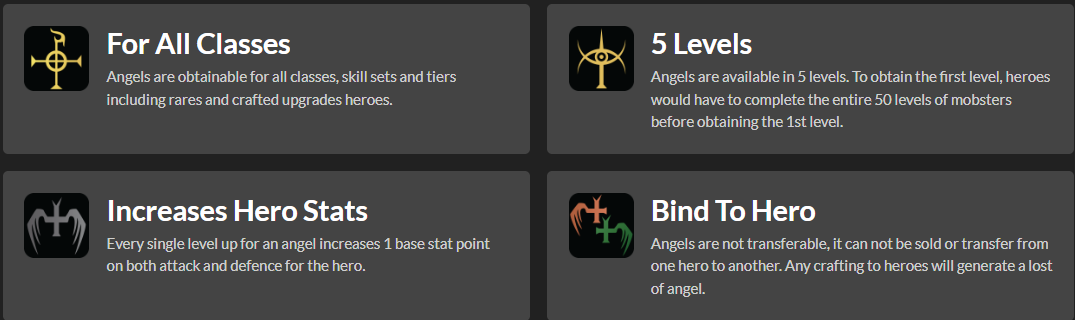 For All Classes
Angels are obtainable for all classes, skill sets and tiers
including rares and crafted upgrades heroes.
5 Levels
Angels are available in 5 levels. To obtain the first level, heroes
would have to complete the entire 50 levels of mobsters
before obtaining the 1st level.
Increases Hero Stats
Every single level up for an angel increases 1 base stat point
on both attack and defence for the hero.
Bind To Hero
Angels are not transferable, it can not be sold or transfer from
one hero to another. Any crafting to heroes will generate a lost
of angel.